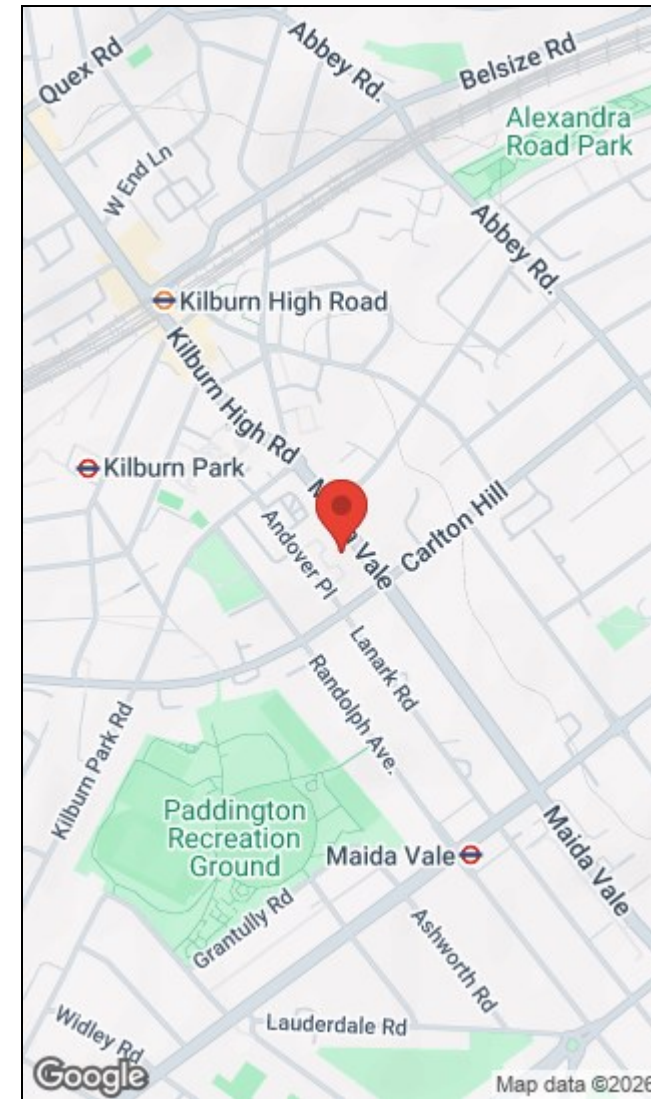 Quex Rd
Abbey Rd.
Belsize Rd
Alexandra
Road Park
W End Ln
Abbey Rd.
Kilburn High Road
Kilburn High Rd
Kilburn Park
Vale
Carlton Hill
Andover Pl
Lanark Rd
Randolph Ave.
Kilburn Park Rd
Paddington
Recreation
Ground
Maida Vale
Maida Vale
Grantully Rd
Ashworth Rd
Widley Rd
Lauderdale Rd
Google
Map data ©2026